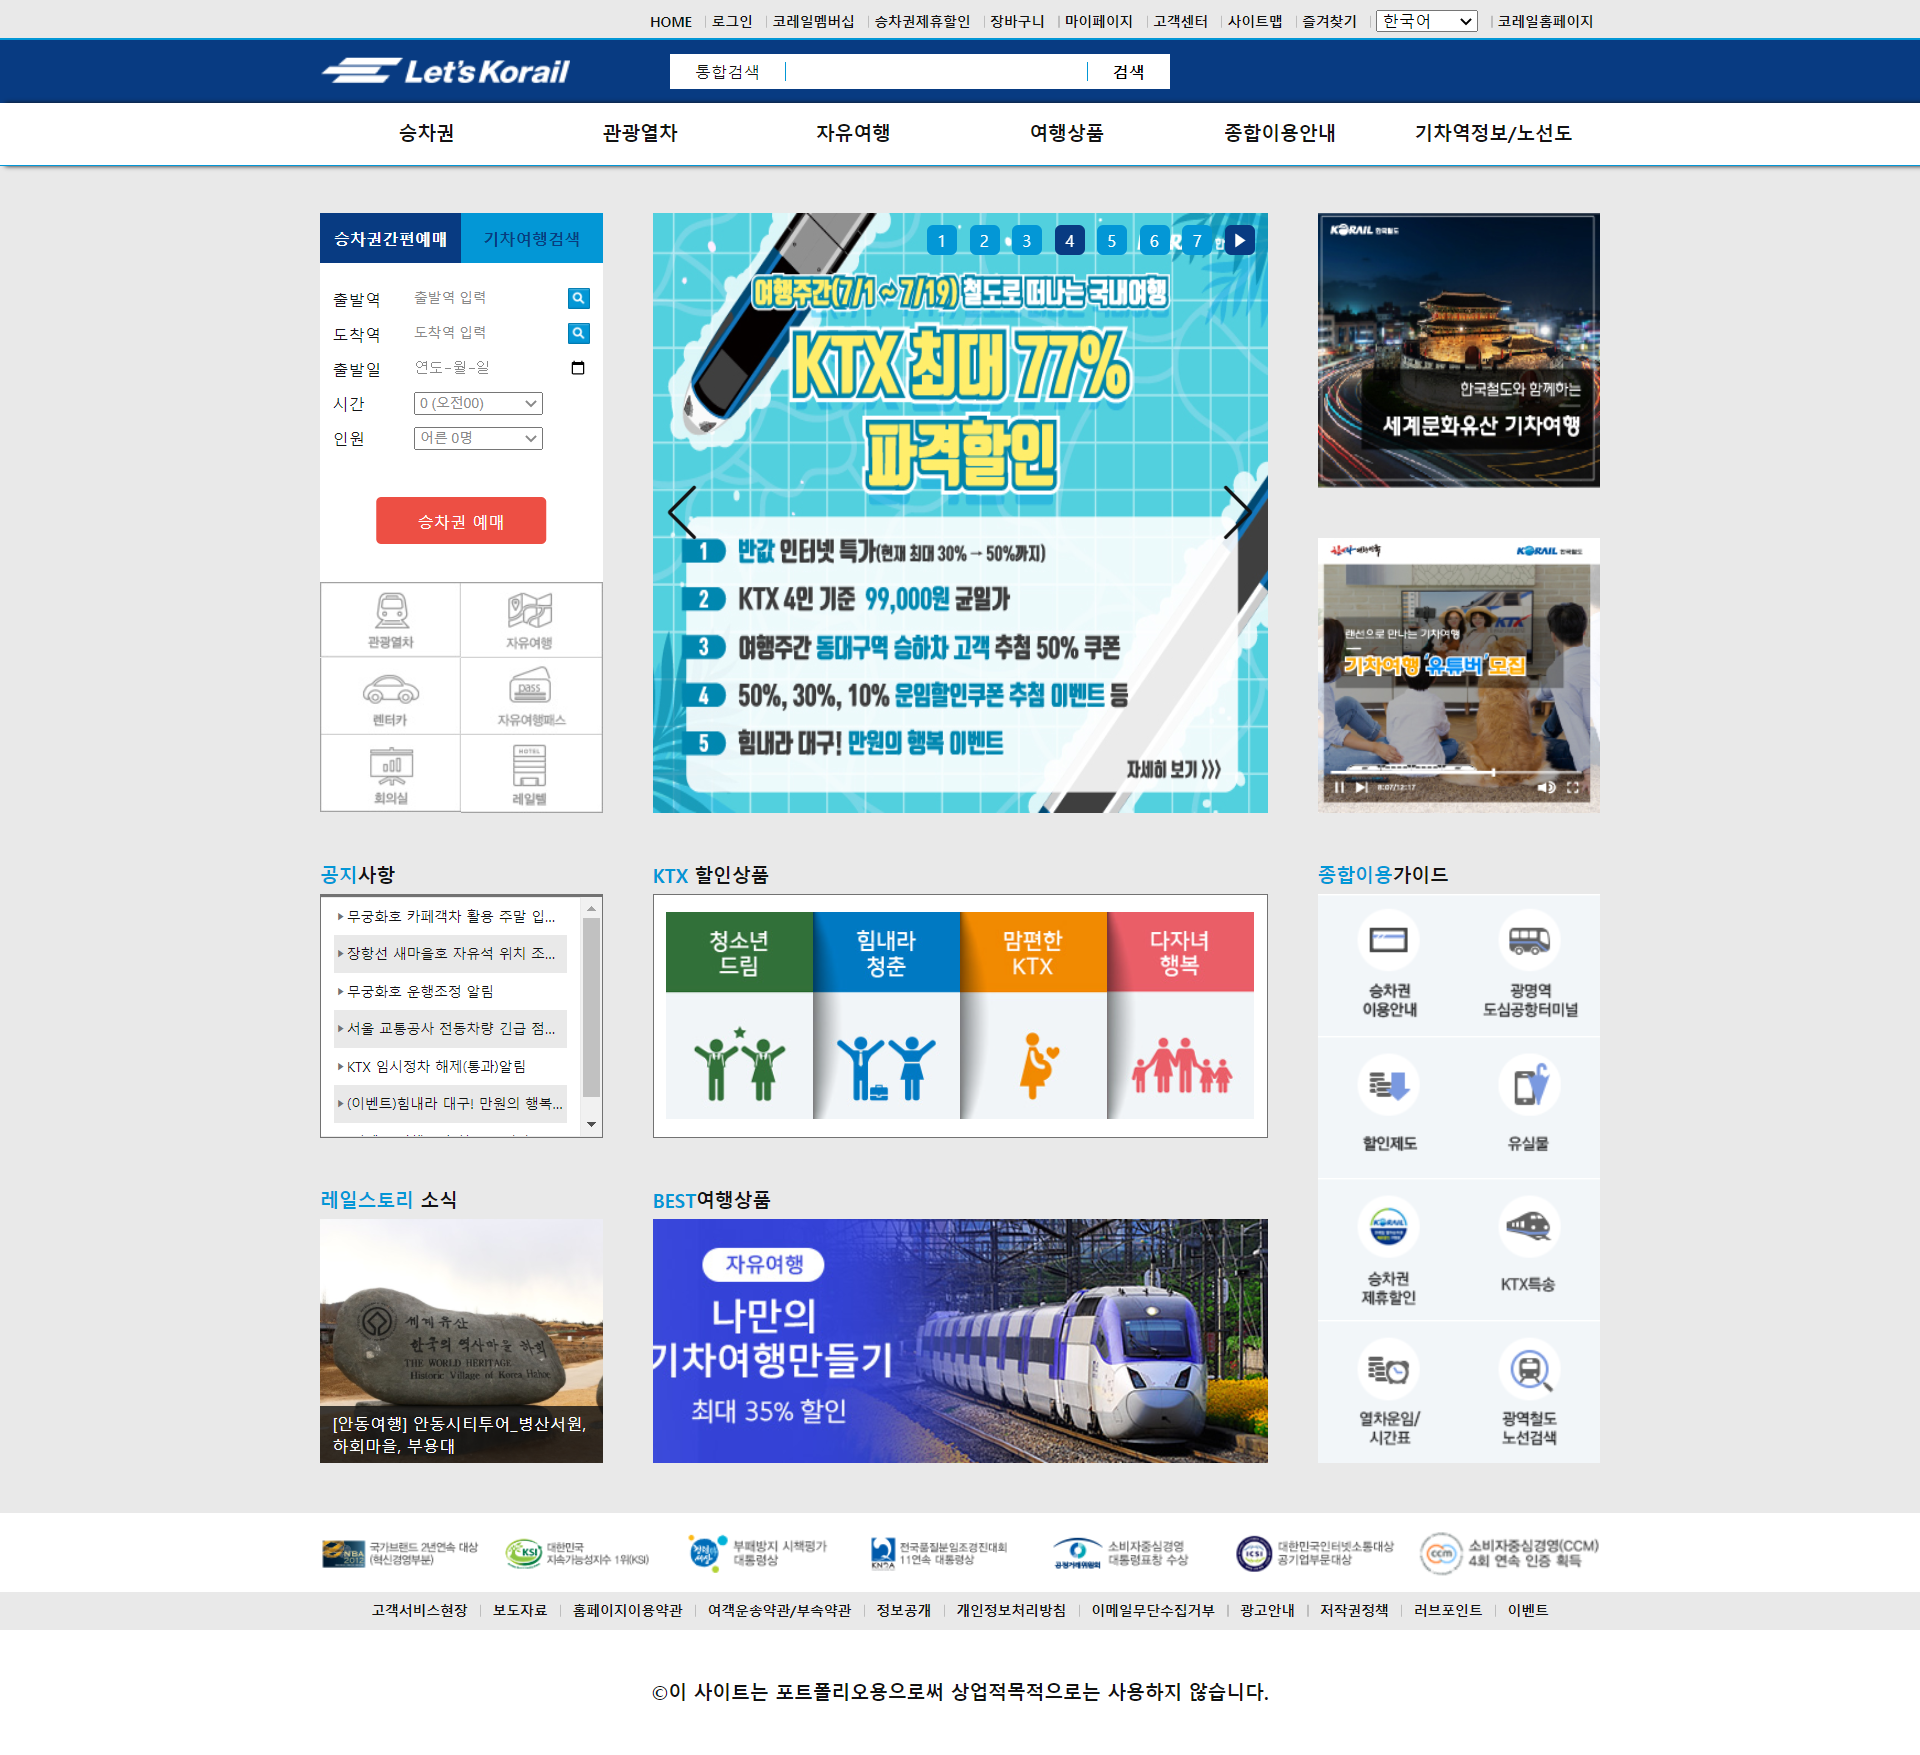 HOME 로그인 코레일멤버십 승차권제휴할인 장바구니 마이페이지 고객센터 사이트맵 즐겨찾기 한국어 코레일홈페이지
Let's Korail 통합검색 검색
승차권 관광열차 자유여행 여행상품 종합이용안내 기차역정보/노선도
승차권간편예매 기차여행검색
출발역 출발역 입력
도착역 도착역 입력
출발일 연도-월-일
시간 0 (오전00)
인원 어른 0명
승차권 예매
관광열차 자유여행
렌터카 pass 자유여행패스
회의실 HOTEL 레일텔
1 2 3 4 5 6 7
여행주간(7/1 ~ 7/19) 철도로 떠나는 국내여행
KTX 최대 77%
파격할인
1 반값 인터넷 특가(현재 최대 30% → 50%까지)
2 KTX 4인 기준 99,000원 균일가
3 여행주간 동대구역 승하차 고객 추첨 50% 쿠폰
4 50%, 30%, 10% 운임할인쿠폰 추첨 이벤트 등
5 힘내라 대구! 만원의 행복 이벤트
자세히 보기 >>>
KORAIL 한국철도
한국철도와 함께하는
세계문화유산 기차여행
KORAIL 한국철도
KTX
랜선으로 만나는 기차여행
기차여행 '유튜버' 모집
8:07/12:17
공지사항
무궁화호 카페객차 활용 주말 입...
장항선 새마을호 자유석 위치 조...
무궁화호 운행조정 알림
서울 교통공사 전동차량 긴급 점...
KTX 임시정차 해제(통과)알림
(이벤트)힘내라 대구! 만원의 행복...
KTX 할인상품
청소년 드림
힘내라 청춘
맘편한 KTX
다자녀 행복
종합이용가이드
승차권 이용안내
광명역 도심공항터미널
할인제도
유실물
KORAIL
승차권 제휴할인
KTX특송
열차운임/ 시간표
광역철도 노선검색
레일스토리 소식
세계유산
한국의 역사마을 하회
THE WORLD HERITAGE
Historic Village of Korea Hahoe
[안동여행] 안동시티투어_병산서원,
하회마을, 부용대
BEST여행상품
자유여행
나만의
기차여행만들기
최대 35% 할인
NBA 2012 국가브랜드 2년연속 대상 (혁신경영부분)
KSI 대한민국 지속가능성지수 1위(KSI)
부패방지 시책평가 대통령상
전국품질분임조경진대회 11연속 대통령상
공정거래위원회 소비자중심경영 대통령표창 수상
ICSI 대한민국인터넷소통대상 공기업부문대상
ccm 소비자중심경영(CCM) 4회 연속 인증 획득
고객서비스헌장 보도자료 홈페이지이용약관 여객운송약관/부속약관 정보공개 개인정보처리방침 이메일무단수집거부 광고안내 저작권정책 러브포인트 이벤트
©이 사이트는 포트폴리오용으로써 상업적목적으로는 사용하지 않습니다.